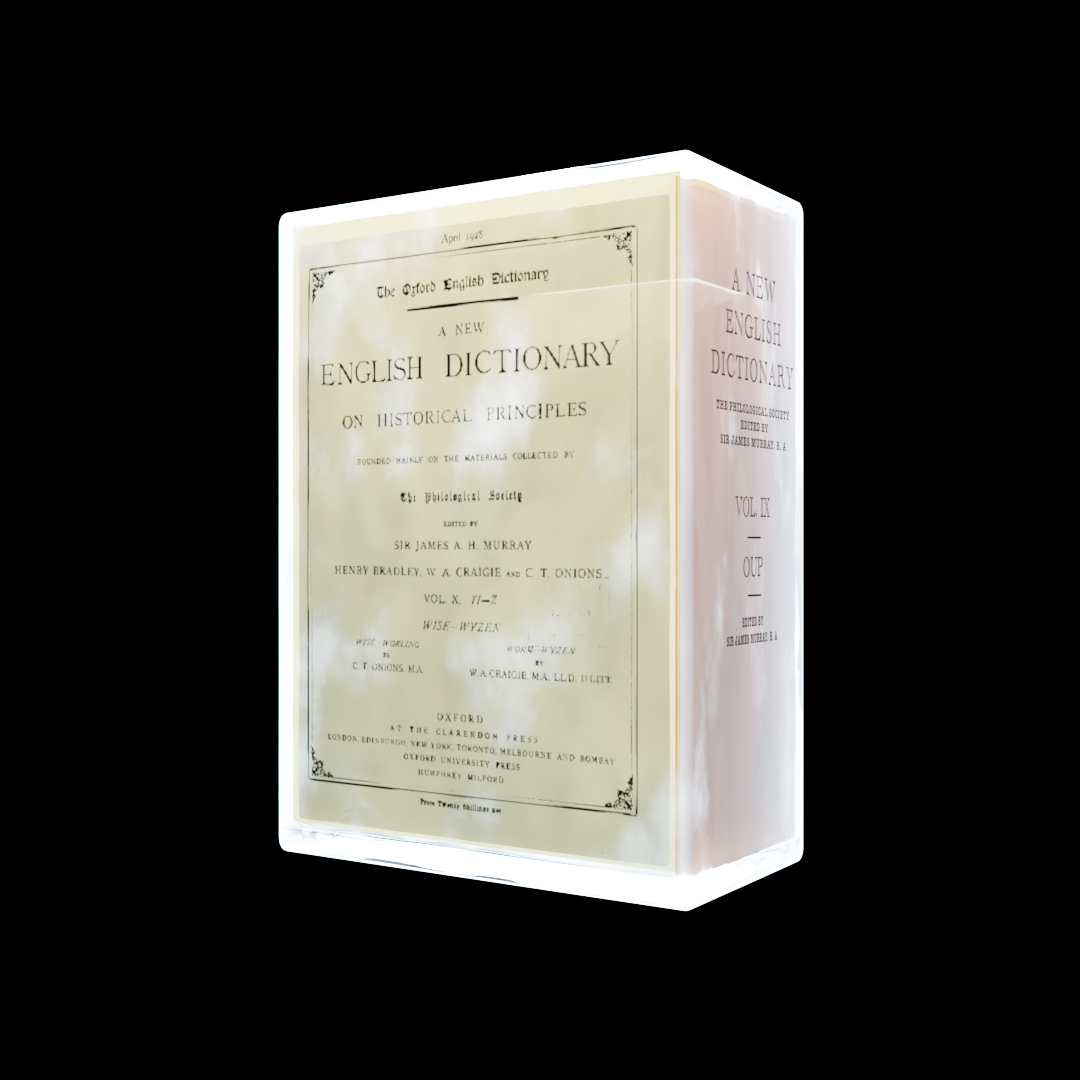 April 1928
The Oxford English Dictionary
A NEW
ENGLISH DICTIONARY
ON HISTORICAL PRINCIPLES
FOUNDED MAINLY ON THE MATERIALS COLLECTED BY
The Philological Society
EDITED BY
SIR JAMES A. H. MURRAY
HENRY BRADLEY, W. A. CRAIGIE AND C. T. ONIONS
VOL. X. TI—Z
WISE—WYZEN
WISE–WORLING
BY
C. T. ONIONS, M.A.
WORM–WYZEN
BY
W. A. CRAIGIE, M.A., LL.D., D.LITT.
OXFORD
AT THE CLARENDON PRESS
LONDON, EDINBURGH, NEW YORK, TORONTO, MELBOURNE AND BOMBAY
OXFORD UNIVERSITY PRESS
HUMPHREY MILFORD
Price Twenty Shillings net
A NEW
ENGLISH
DICTIONARY
THE PHILOLOGICAL SOCIETY
EDITED BY
SIR JAMES MURRAY, H. A
VOL. IX
OUP
EDITED BY
SIR JAMES MURRAY, H. A